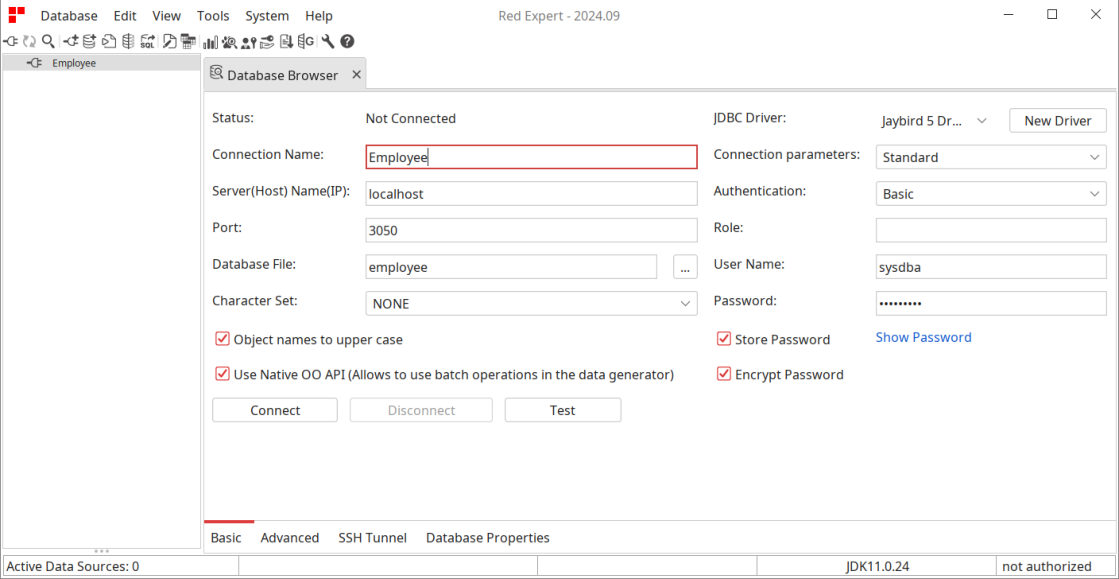 Database Edit View Tools System Help Red Expert - 2024.09
SQL G
Employee
Database Browser
Status: Not Connected JDBC Driver: Jaybird 5 Dr... New Driver
Connection Name: Employee Connection parameters: Standard
Server(Host) Name(IP): localhost Authentication: Basic
Port: 3050 Role:
Database File: employee ... User Name: sysdba
Character Set: NONE Password: •••••••••
Object names to upper case Store Password Show Password
Use Native OO API (Allows to use batch operations in the data generator) Encrypt Password
Connect Disconnect Test
Basic Advanced SSH Tunnel Database Properties
Active Data Sources: 0 JDK11.0.24 not authorized